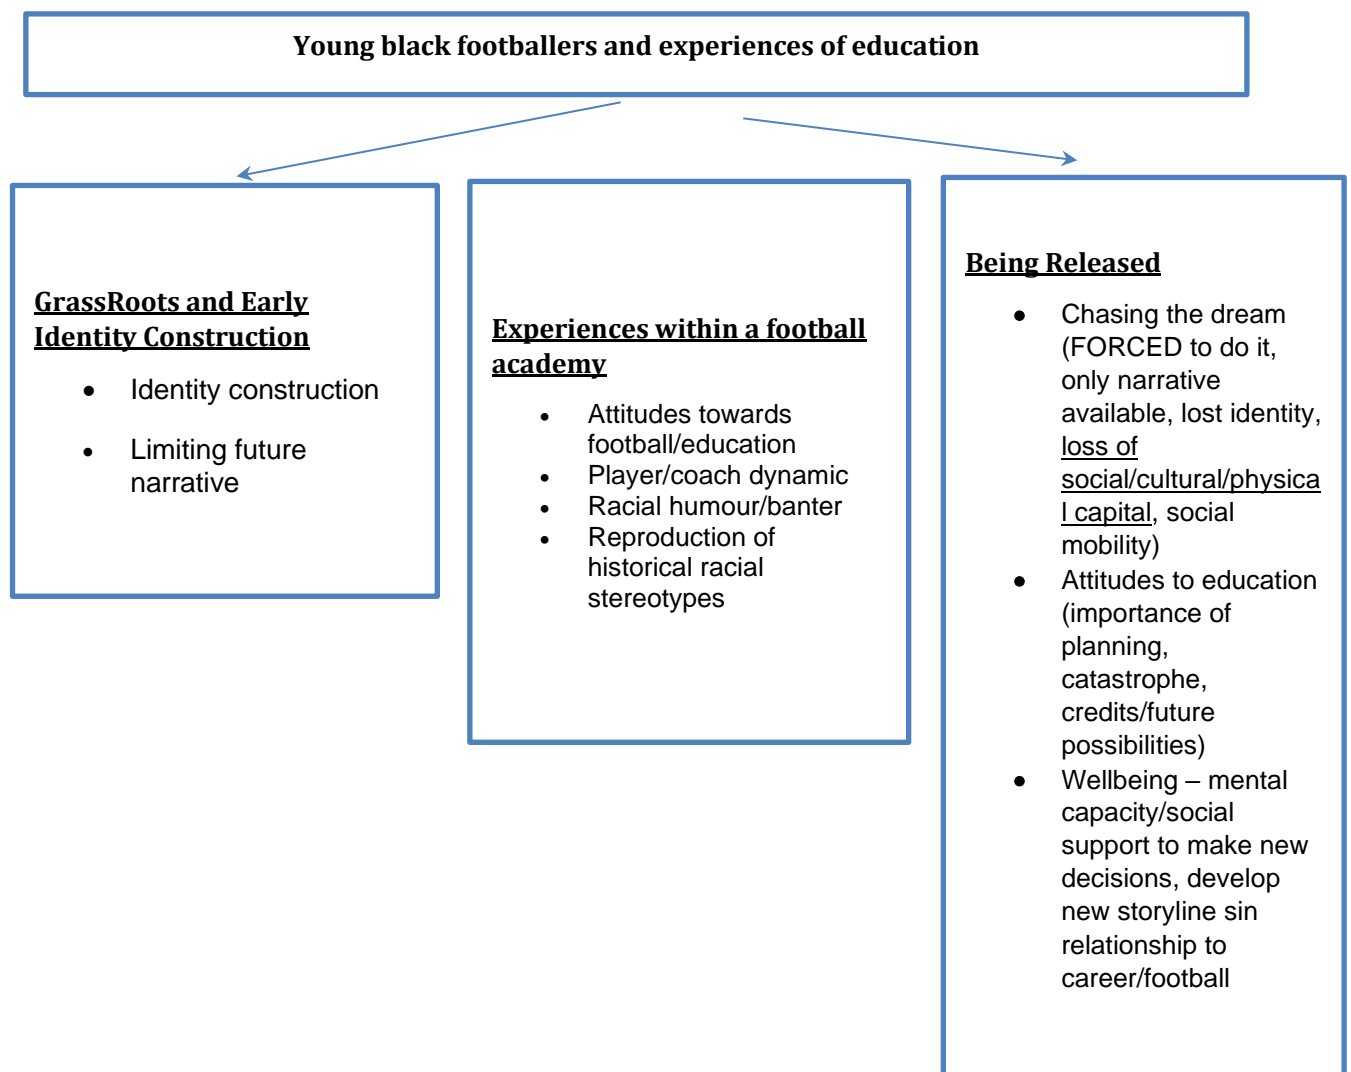 Young black footballers and experiences of education
GrassRoots and Early
Identity Construction
• Identity construction
• Limiting future
narrative
Experiences within a football
academy
• Attitudes towards
football/education
• Player/coach dynamic
• Racial humour/banter
• Reproduction of
historical racial
stereotypes
Being Released
• Chasing the dream
(FORCED to do it,
only narrative
available, lost identity,
loss of
social/cultural/physica
l capital, social
mobility)
• Attitudes to education
(importance of
planning,
catastrophe,
credits/future
possibilities)
• Wellbeing – mental
capacity/social
support to make new
decisions, develop
new storyline sin
relationship to
career/football